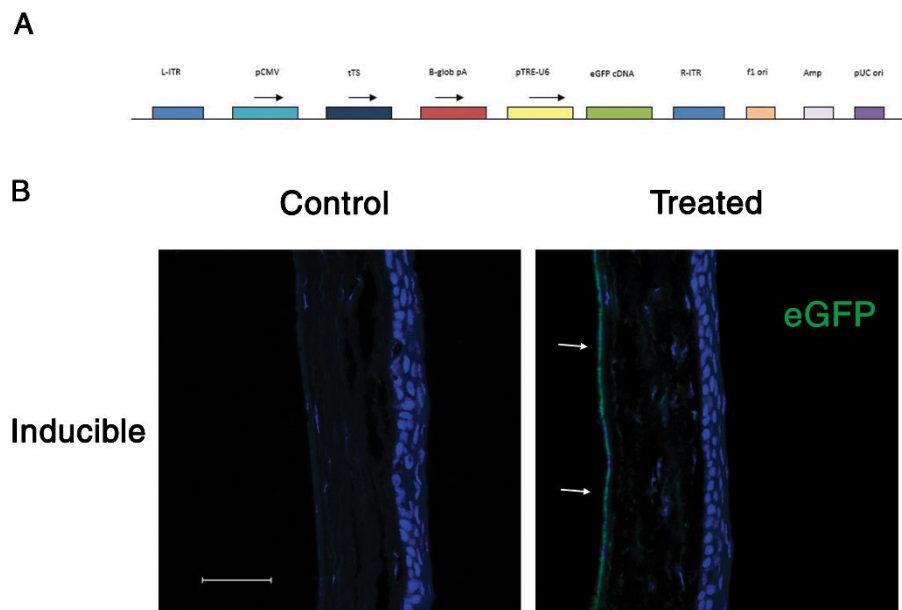 A
L-ITR pCMV tTS B-glob pA pTRE-U6 eGFP cDNA R-ITR f1 ori Amp pUC ori
B
Control Treated
eGFP
Inducible